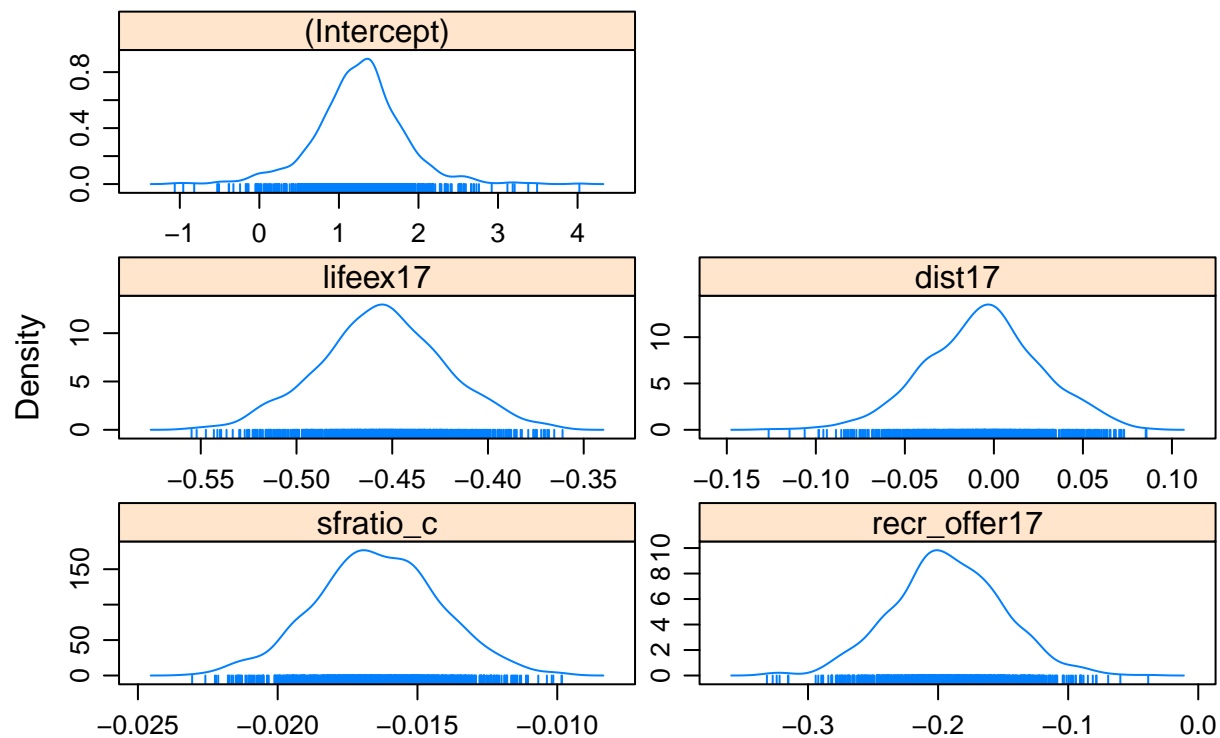 (Intercept)
0.0 0.4 0.8
−1 0 1 2 3 4
Density
lifeex17
0 5 10
−0.55 −0.50 −0.45 −0.40 −0.35
dist17
0 5 10
−0.15 −0.10 −0.05 0.00 0.05 0.10
sfratio_c
0 50 150
−0.025 −0.020 −0.015 −0.010
recr_offer17
0 2 4 6 8 10
−0.3 −0.2 −0.1 0.0